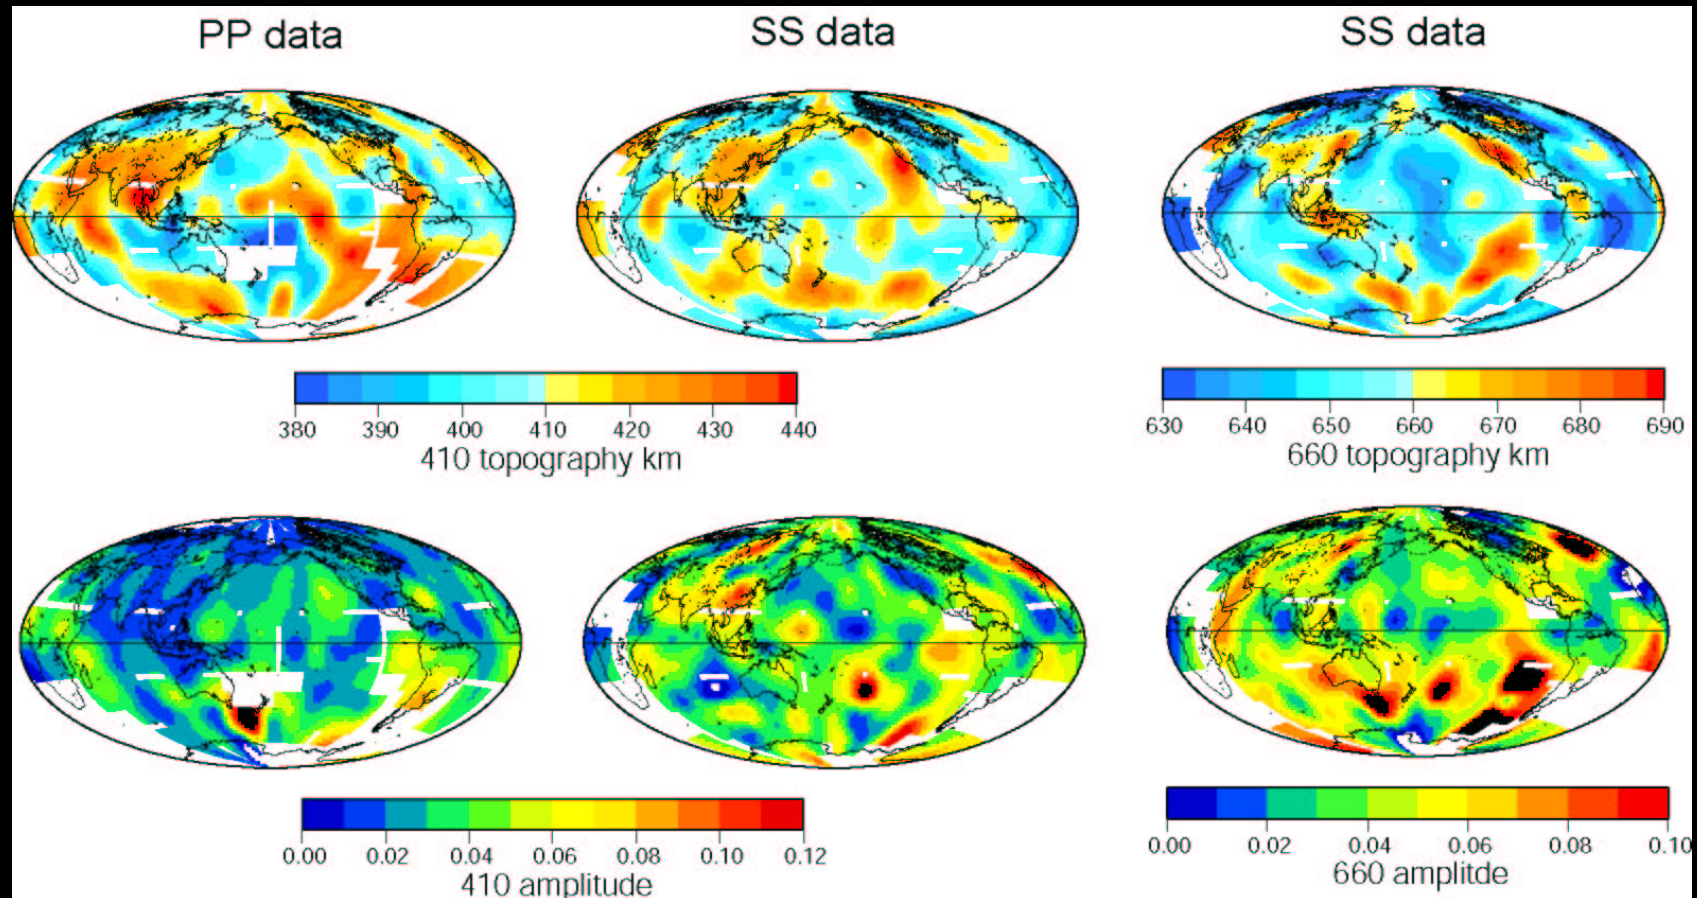 PP data
SS data
SS data
380 390 400 410 420 430 440
410 topography km
630 640 650 660 670 680 690
660 topography km
0.00 0.02 0.04 0.06 0.08 0.10 0.12
410 amplitude
0.00 0.02 0.04 0.06 0.08 0.10
660 amplitde